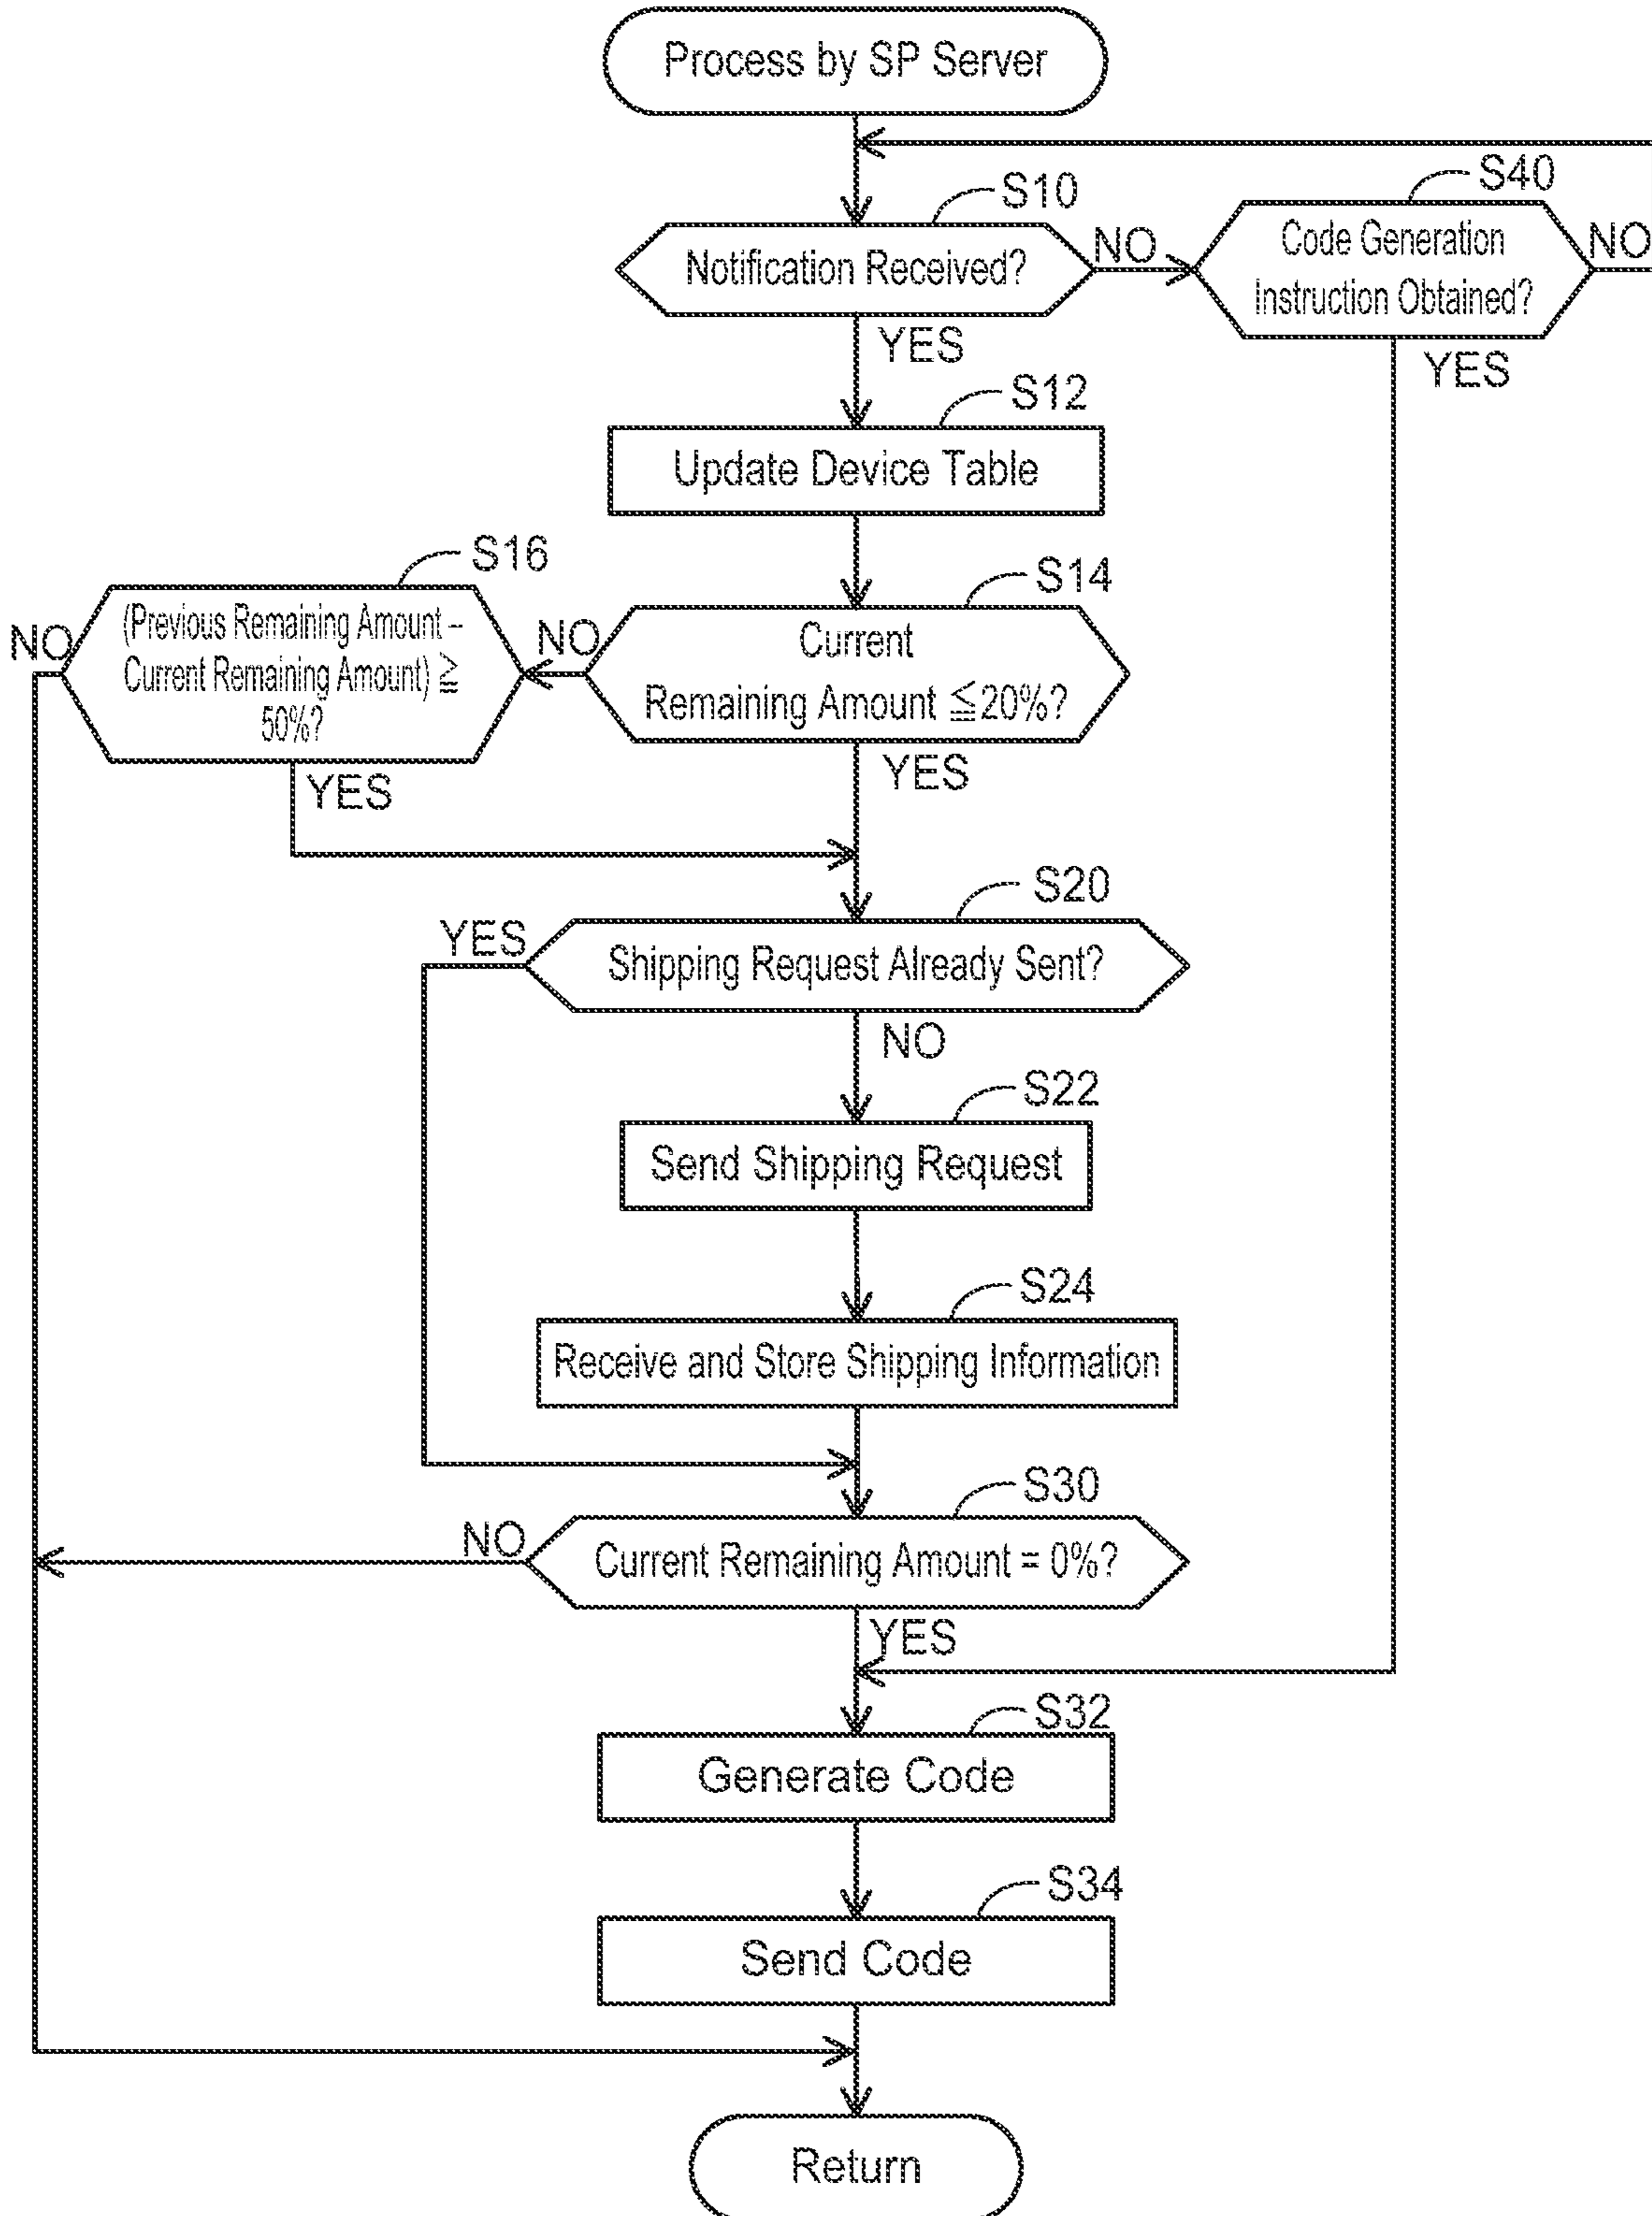 Process by SP Server
S10
S40
Notification Received?
NO
Code Generation
Instruction Obtained?
NO
YES
YES
S12
Update Device Table
S16
S14
NO
(Previous Remaining Amount –
Current Remaining Amount) ≧
50%?
NO
Current
Remaining Amount ≦20%?
YES
YES
S20
YES
Shipping Request Already Sent?
NO
S22
Send Shipping Request
S24
Receive and Store Shipping Information
S30
NO
Current Remaining Amount = 0%?
YES
S32
Generate Code
S34
Send Code
Return